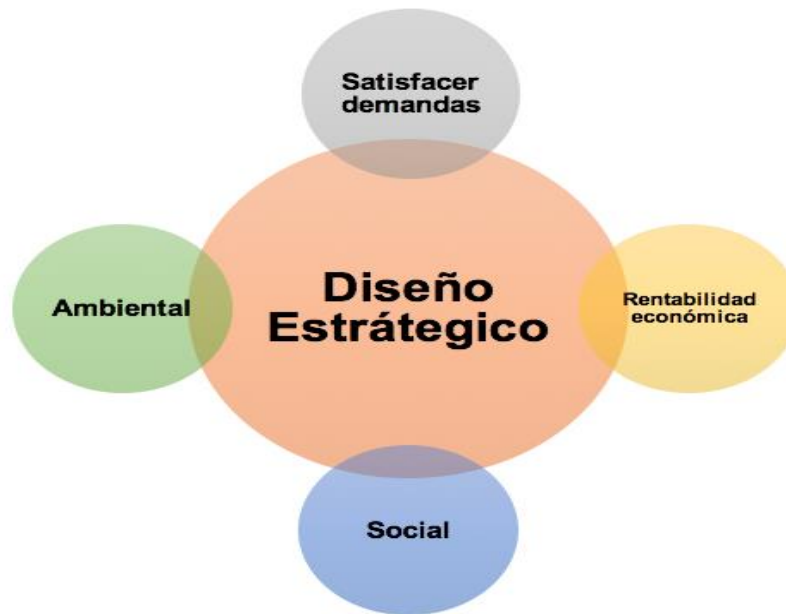 Satisfacer
demandas
Ambiental
Diseño
Estrátegico
Rentabilidad
económica
Social